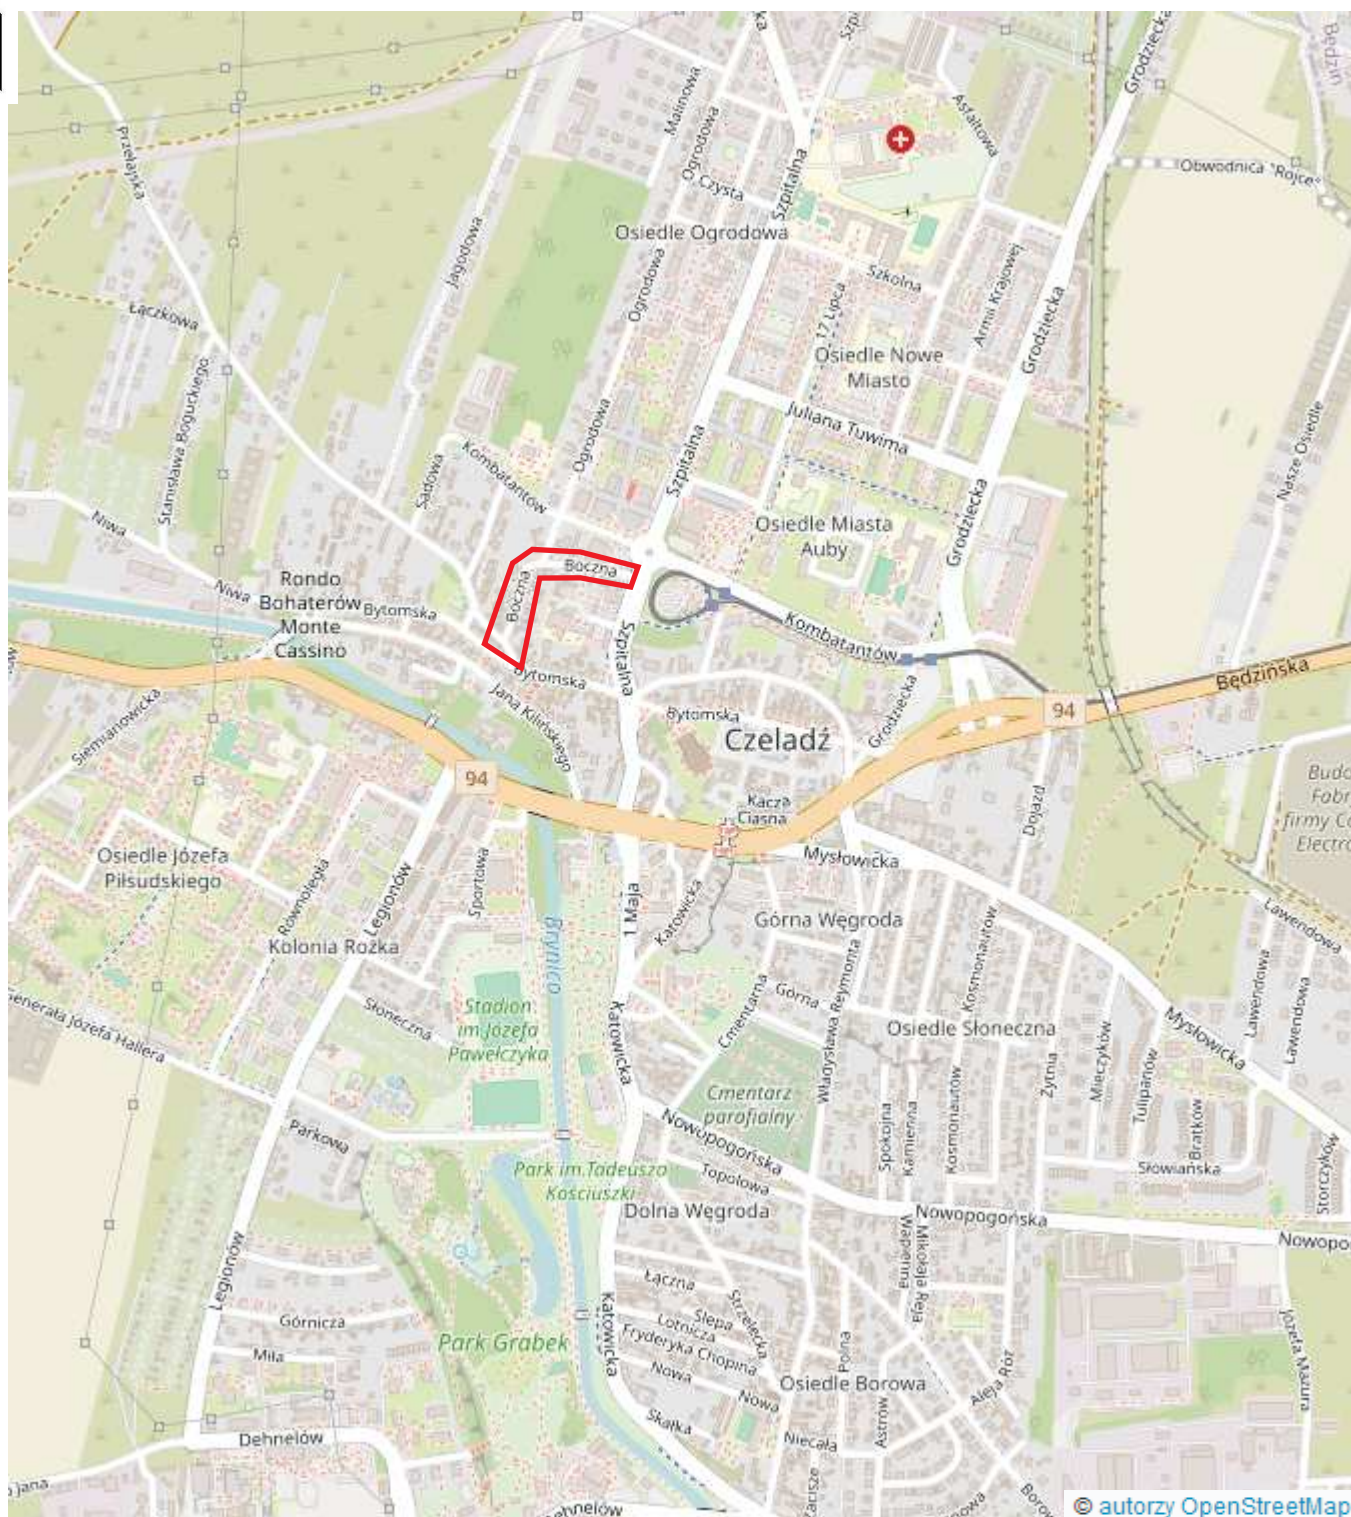 Grodziecka
Będzin
Szpitalna
Malinowa
Ogrodowa
Asfaltowa
Przełajska
Obwodnica "Rojce"
Czysta
Szpitalna
Osiedle Ogrodowa
Jagodowa
Szkolna
Armii Krajowej
Ogrodowa
17 Lipca
Grodziecka
Łączkowa
Osiedle Nowe
Miasto
Stanisława Boguckiego
Juliana Tuwima
Ogrodowa
Nasze Osiedle
Szpitalna
Sadowa
Kombatantów
Grodziecka
Osiedle Miasta
Auby
Niwa
Boczna
Rondo
Bohaterów
Monte
Cassino
Niwa
Bytomska
Boczna
Kombatantów
Szpitalna
Bytomska
Będzińska
Jana Kilińskiego
Siemianowicka
Grodziecka
Bytomska
94
Czeladź
94
Kacza
Ciasna
Dojazd
Mysłowicka
Osiedle Józefa
Piłsudskiego
Równoległa
Legionów
Sportowa
1 Maja
Katowicka
Górna Węgroda
Kosmonautów
Lawendowa
Kolonia Rożka
Brynica
Władysława Reymonta
Cmentarna
Górna
Lawendowa
Lawendowa
Generała Józefa Hallera
Słoneczna
Stadion
im Józefa
Pawełczyka
Katowicka
Osiedle Słoneczna
Mysłowicka
Żytnia
Mieczyków
Tulipanów
Cmentarz
parafialny
Spokojna
Kamienna
Kosmonautów
Bratków
Parkowa
Nowopogońska
Storczyków
Park im.Tadeusza
Kościuszki
Topolowa
Słowiańska
Dolna Węgroda
Nowopogońska
Wapienna
Mikołaja Reja
Legionów
Łączna
Strzelecka
Ślepa
Lotnicza
Fryderyka Chopina
Katowicka
Górnicza
Park Grabek
Polna
Józefa Mazura
Miła
Nowa
Nowa
Osiedle Borowa
Aleja Róż
Skałka
Astrów
Niecała
Dehnelów
© autorzy OpenStreetMap